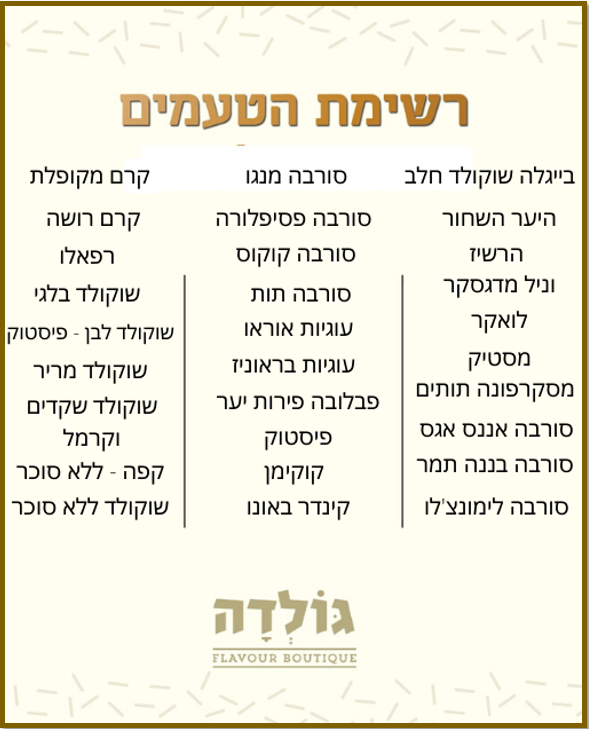 רשימת הטעמים
בייגלה שוקולד חלב
היער השחור
הרשיז
וניל מדגסקר
לואקר
מסטיק
מסקרפונה תותים
סורבה אננס אגס
סורבה בננה תמר
סורבה לימונצ'לו
סורבה מנגו
סורבה פסיפלורה
סורבה קוקוס
סורבה תות
עוגיות אוראו
עוגיות בראוניז
פבלובה פירות יער
פיסטוק
קוקימן
קינדר באונו
קרם מקופלת
קרם רושה
רפאלו
שוקולד בלגי
שוקולד לבן - פיסטוק
שוקולד מריר
שוקולד שקדים
וקרמל
קפה - ללא סוכר
שוקולד ללא סוכר
גּוֹלְדָה
FLAVOUR BOUTIQUE